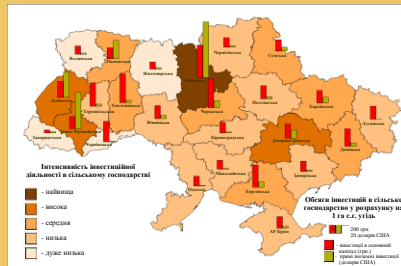 Волинська
Рівненська
Житомирська
Київська
Чернігівська
Сумська
Львівська
Тернопільська
Хмельницька
Вінницька
Черкаська
Полтавська
Харківська
Луганська
Закарпатська
Івано-Франківська
Чернівецька
Кіровоградська
Дніпропетровська
Донецька
Запорізька
Миколаївська
Одеська
Херсонська
АР Крим
Інтенсивність інвестиційної
діяльності в сільському господарстві
- найвища
- висока
- середня
- низька
- дуже низька
Обсяги інвестицій в сільське
господарство у розрахунку на
1 га с.г. угідь
200 грн.
20 доларів США
- інвестиції в основний
капітал (грн.)
- прямі іноземні інвестиції
(доларів США)